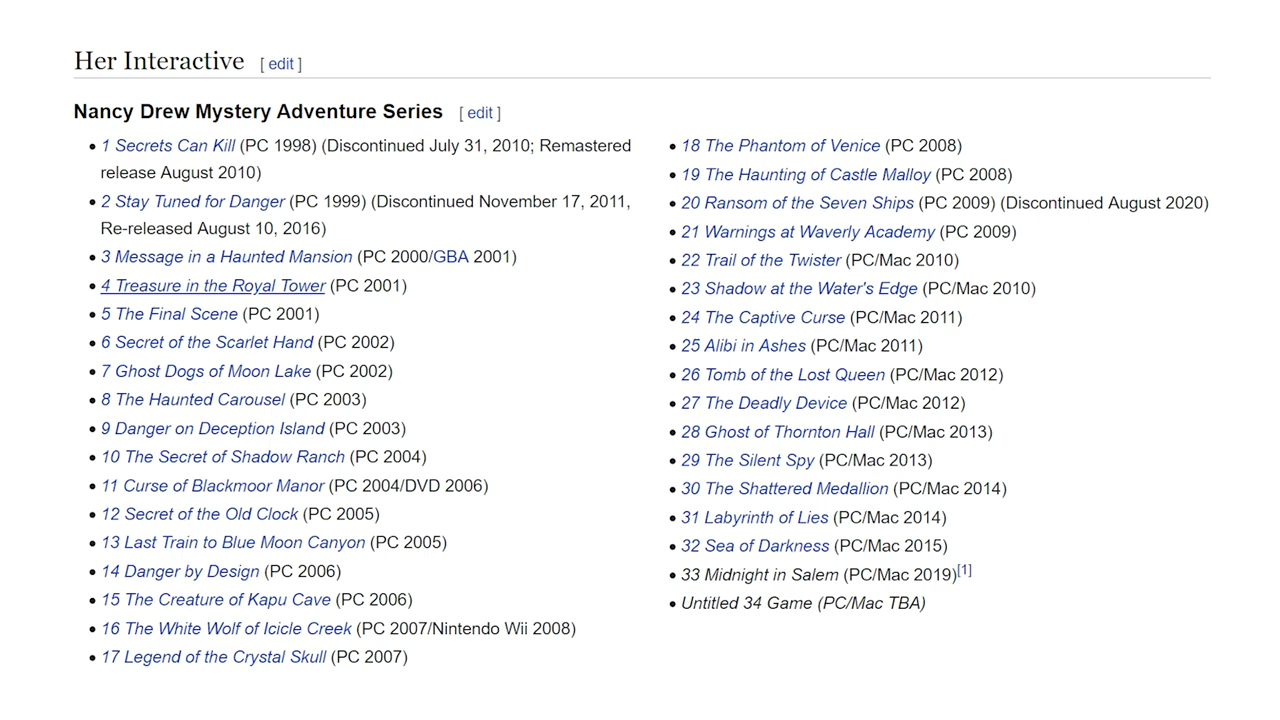 Her Interactive [ edit ]
Nancy Drew Mystery Adventure Series [ edit ]
• 1 Secrets Can Kill (PC 1998) (Discontinued July 31, 2010; Remastered
release August 2010)
• 2 Stay Tuned for Danger (PC 1999) (Discontinued November 17, 2011,
Re-released August 10, 2016)
• 3 Message in a Haunted Mansion (PC 2000/GBA 2001)
• 4 Treasure in the Royal Tower (PC 2001)
• 5 The Final Scene (PC 2001)
• 6 Secret of the Scarlet Hand (PC 2002)
• 7 Ghost Dogs of Moon Lake (PC 2002)
• 8 The Haunted Carousel (PC 2003)
• 9 Danger on Deception Island (PC 2003)
• 10 The Secret of Shadow Ranch (PC 2004)
• 11 Curse of Blackmoor Manor (PC 2004/DVD 2006)
• 12 Secret of the Old Clock (PC 2005)
• 13 Last Train to Blue Moon Canyon (PC 2005)
• 14 Danger by Design (PC 2006)
• 15 The Creature of Kapu Cave (PC 2006)
• 16 The White Wolf of Icicle Creek (PC 2007/Nintendo Wii 2008)
• 17 Legend of the Crystal Skull (PC 2007)
• 18 The Phantom of Venice (PC 2008)
• 19 The Haunting of Castle Malloy (PC 2008)
• 20 Ransom of the Seven Ships (PC 2009) (Discontinued August 2020)
• 21 Warnings at Waverly Academy (PC 2009)
• 22 Trail of the Twister (PC/Mac 2010)
• 23 Shadow at the Water's Edge (PC/Mac 2010)
• 24 The Captive Curse (PC/Mac 2011)
• 25 Alibi in Ashes (PC/Mac 2011)
• 26 Tomb of the Lost Queen (PC/Mac 2012)
• 27 The Deadly Device (PC/Mac 2012)
• 28 Ghost of Thornton Hall (PC/Mac 2013)
• 29 The Silent Spy (PC/Mac 2013)
• 30 The Shattered Medallion (PC/Mac 2014)
• 31 Labyrinth of Lies (PC/Mac 2014)
• 32 Sea of Darkness (PC/Mac 2015)
• 33 Midnight in Salem (PC/Mac 2019)[1]
• Untitled 34 Game (PC/Mac TBA)